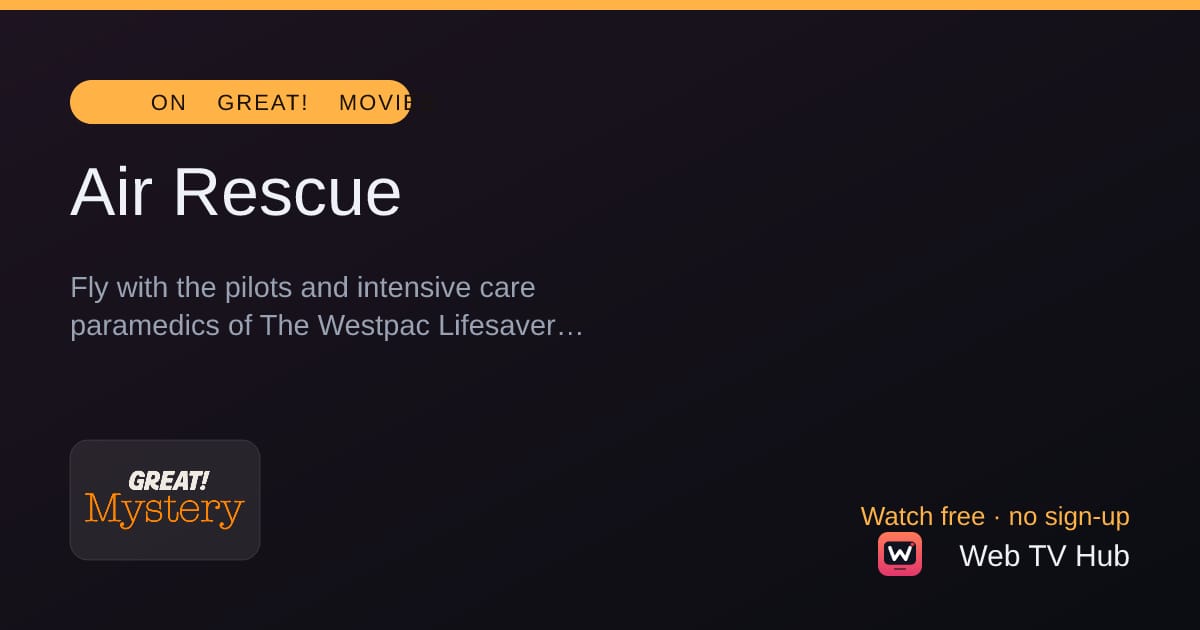 ON GREAT! MOVIE
Air Rescue
Fly with the pilots and intensive care
paramedics of The Westpac Lifesaver…
GREAT!
Mystery
Watch free · no sign-up
W
Web TV Hub